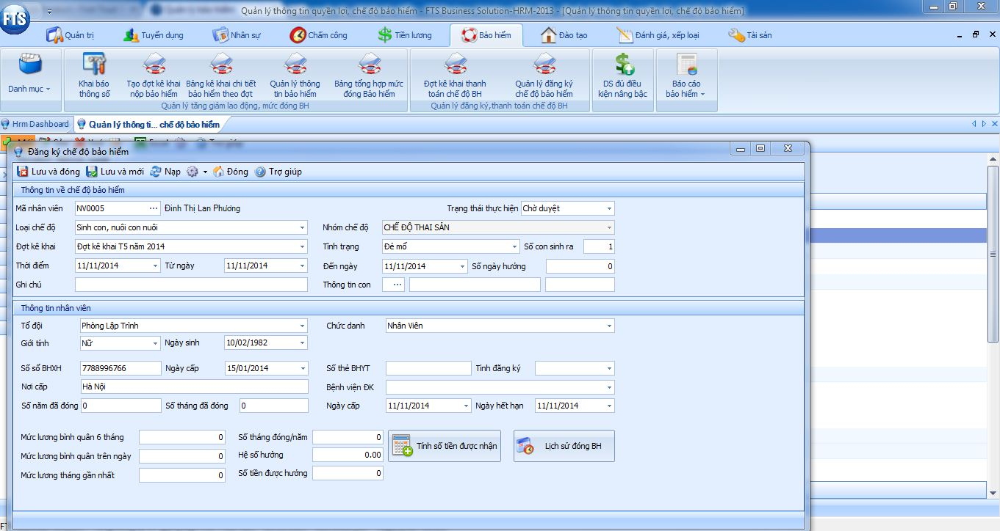 FTS
Quản lý thông tin quyền lợi, chế độ bảo hiểm - FTS Business Solution-HRM-2013 - [Quản lý thông tin quyền lợi, chế độ bảo hiểm]
Quản trị Tuyển dụng Nhân sự Chấm công Tiền lương Bảo hiểm Đào tạo Đánh giá, xếp loại Tài sản
Danh mục
Khai báo thông số
Tạo đợt kê khai nộp bảo hiểm
Bảng kê khai chi tiết bảo hiểm theo đợt
Quản lý thông tin bảo hiểm
Bảng tổng hợp mức đóng Bảo hiểm
Đợt kê khai thanh toán chế độ BH
Quản lý đăng ký chế độ bảo hiểm
DS đủ điều kiện nâng bậc
Báo cáo bảo hiểm
Quản lý tăng giảm lao động, mức đóng BH
Quản lý đăng ký,thanh toán chế độ BH
Hrm Dashboard
Quản lý thông ti... chế độ bảo hiểm
Đăng ký chế độ bảo hiểm
Lưu và đóng Lưu và mới Nạp Đóng Trợ giúp
Thông tin về chế độ bảo hiểm
Mã nhân viên NV0005 ... Đinh Thị Lan Phương Trạng thái thực hiện Chờ duyệt
Loại chế độ Sinh con, nuôi con nuôi Nhóm chế độ CHẾ ĐỘ THAI SẢN
Đợt kê khai Đợt kê khai T5 năm 2014 Tình trạng Đẻ mổ Số con sinh ra 1
Thời điểm 11/11/2014 Từ ngày 11/11/2014 Đến ngày 11/11/2014 Số ngày hưởng 0
Ghi chú Thông tin con ...
Thông tin nhân viên
Tổ đội Phòng Lập Trình Chức danh Nhân Viên
Giới tính Nữ Ngày sinh 10/02/1982
Số sổ BHXH 7788996766 Ngày cấp 15/01/2014 Số thẻ BHYT Tỉnh đăng ký
Nơi cấp Hà Nội Bệnh viện ĐK
Số năm đã đóng 0 Số tháng đã đóng 0 Ngày cấp 11/11/2014 Ngày hết hạn 11/11/2014
Mức lương bình quân 6 tháng 0 Số tháng đóng/năm 0
Tính số tiền được nhận Lịch sử đóng BH
Mức lương bình quân trên ngày 0 Hệ số hưởng 0.00
Mức lương tháng gần nhất 0 Số tiền được hưởng 0